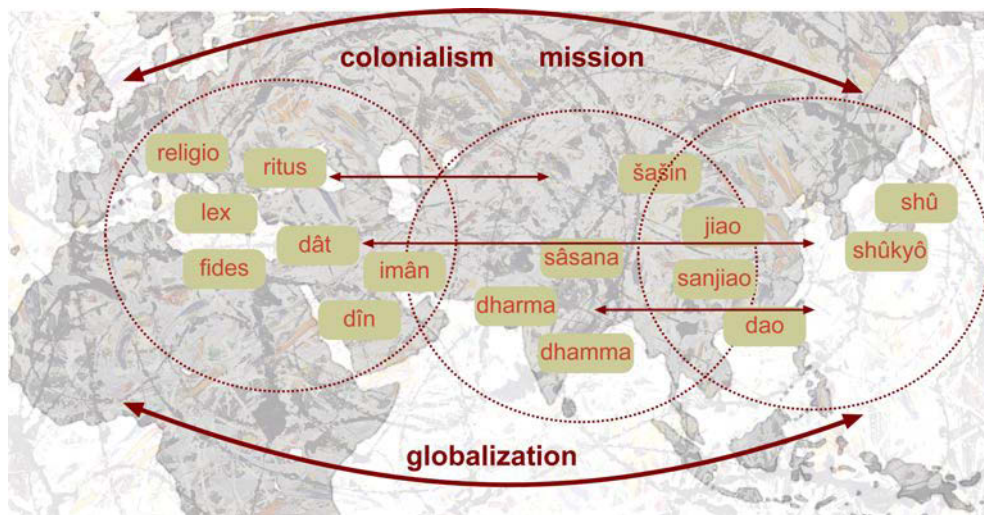 colonialism mission
religio
ritus
lex
dât
fides
imân
dîn
šašin
jiao
sâsana
sanjiao
dharma
dao
dhamma
shû
shûkyô
globalization